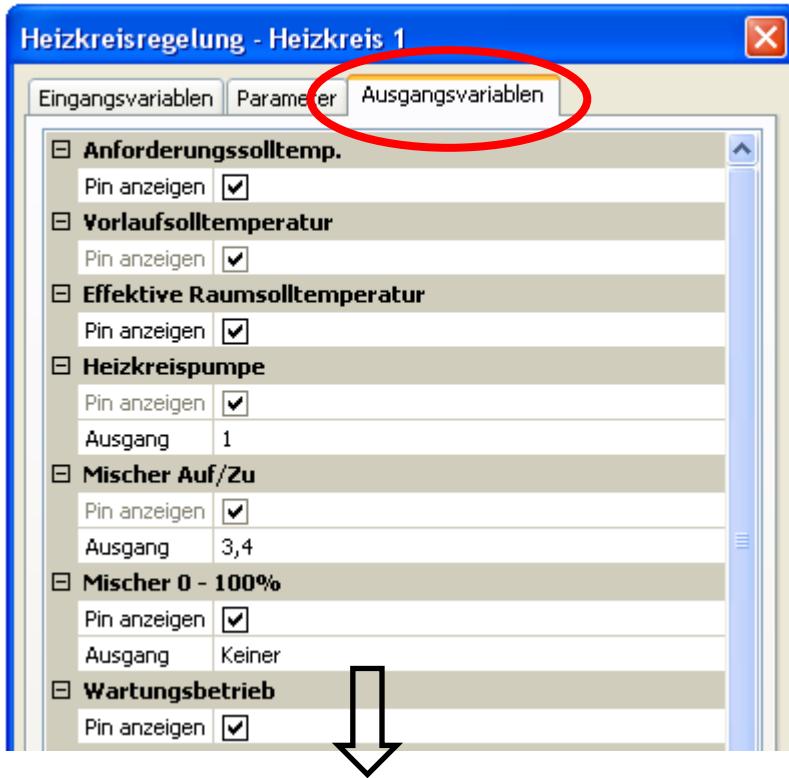 Heizkreisregelung - Heizkreis 1
Eingangsvariablen Parameter Ausgangsvariablen
Anforderungssolltemp.
Pin anzeigen
Vorlaufsolltemperatur
Pin anzeigen
Effektive Raumsolltemperatur
Pin anzeigen
Heizkreispumpe
Pin anzeigen
Ausgang 1
Mischer Auf/Zu
Pin anzeigen
Ausgang 3,4
Mischer 0 - 100%
Pin anzeigen
Ausgang Keiner
Wartungsbetrieb
Pin anzeigen